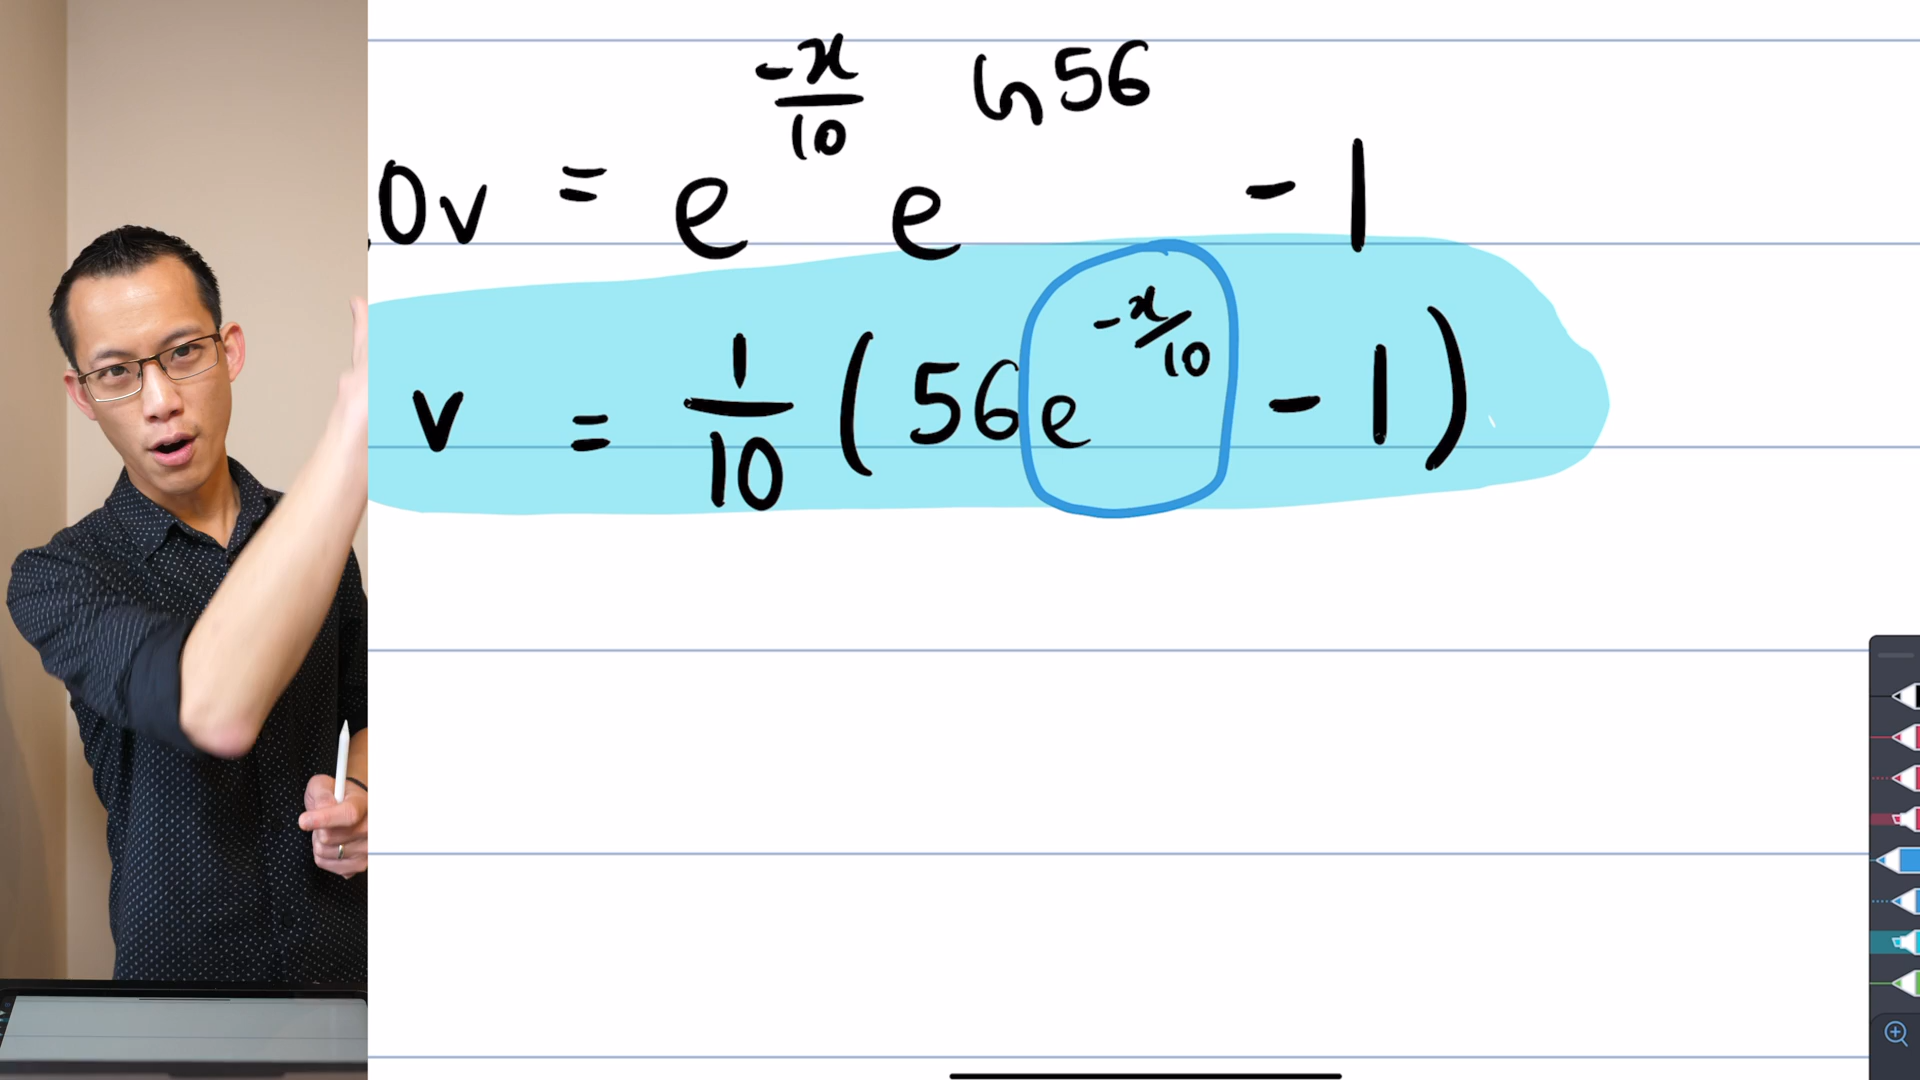 0v = e^{-x/10} e^{ln56} - 1
v = 1/10 ( 56e^{-x/10} - 1 )